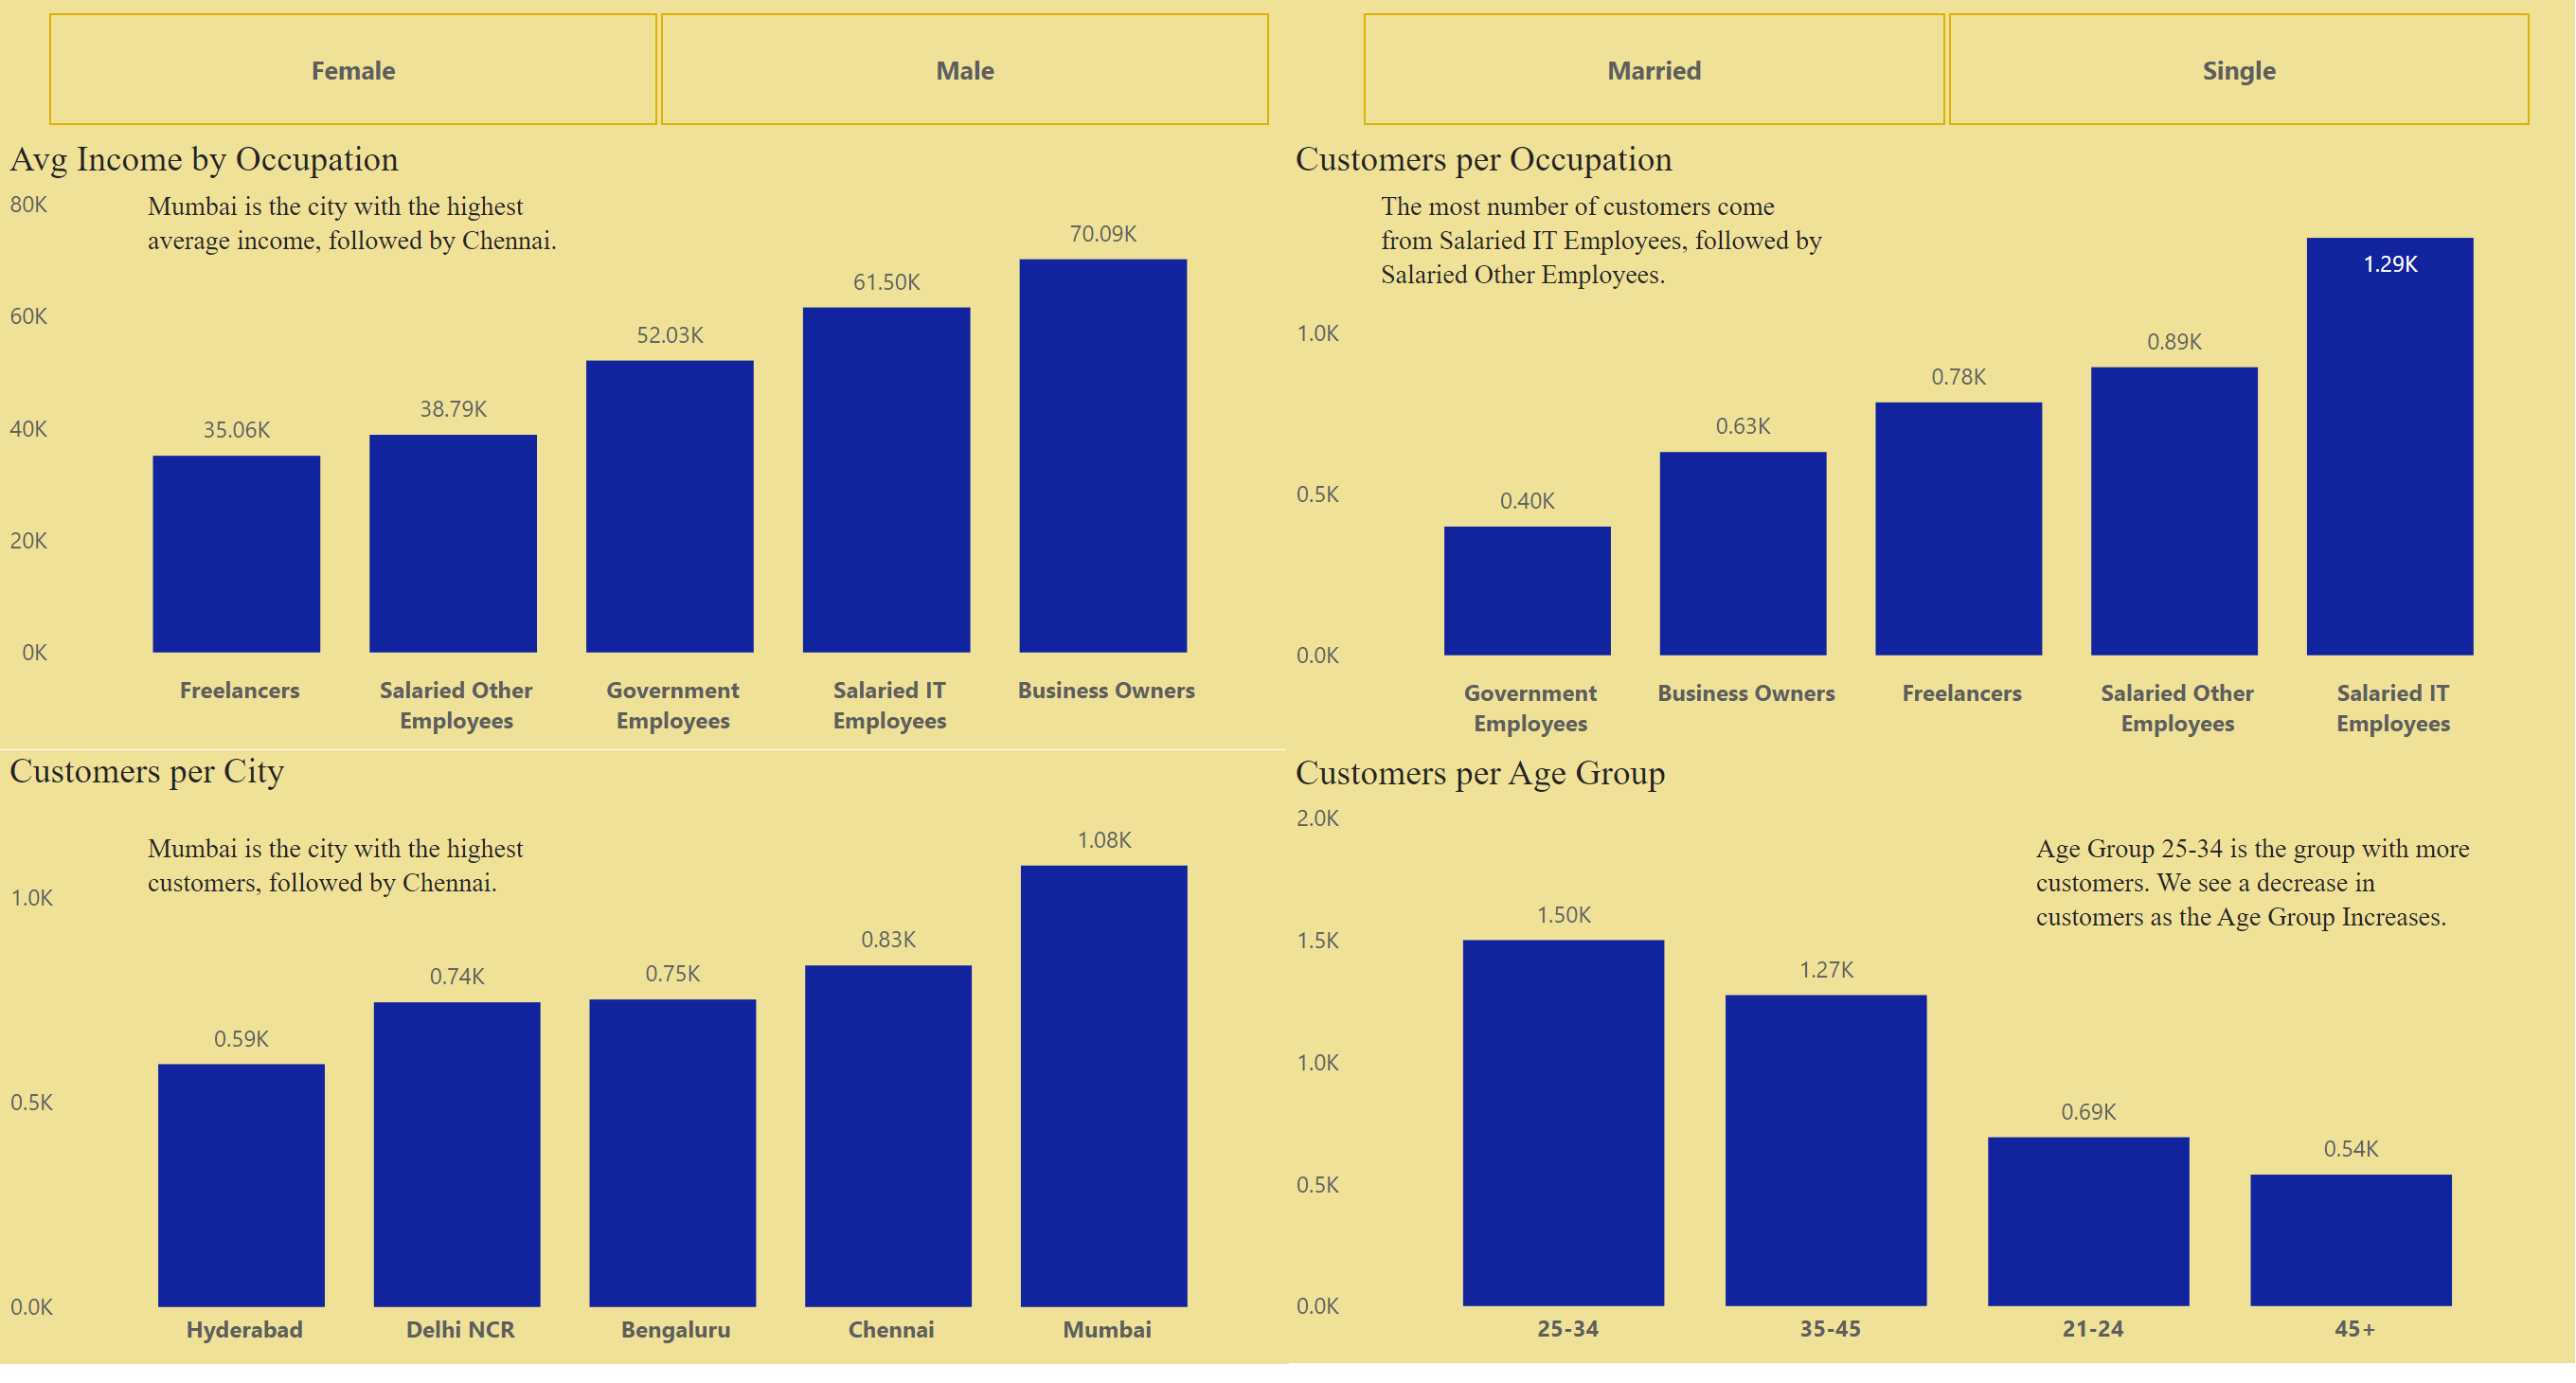 Female
Male
Married
Single
Avg Income by Occupation
Mumbai is the city with the highest
average income, followed by Chennai.
80K
60K
40K
20K
0K
35.06K
38.79K
52.03K
61.50K
70.09K
Freelancers
Salaried Other
Employees
Government
Employees
Salaried IT
Employees
Business Owners
Customers per Occupation
The most number of customers come
from Salaried IT Employees, followed by
Salaried Other Employees.
1.0K
0.5K
0.0K
0.40K
0.63K
0.78K
0.89K
1.29K
Government
Employees
Business Owners
Freelancers
Salaried Other
Employees
Salaried IT
Employees
Customers per City
Mumbai is the city with the highest
customers, followed by Chennai.
1.0K
0.5K
0.0K
0.59K
0.74K
0.75K
0.83K
1.08K
Hyderabad
Delhi NCR
Bengaluru
Chennai
Mumbai
Customers per Age Group
Age Group 25-34 is the group with more
customers. We see a decrease in
customers as the Age Group Increases.
2.0K
1.5K
1.0K
0.5K
0.0K
1.50K
1.27K
0.69K
0.54K
25-34
35-45
21-24
45+